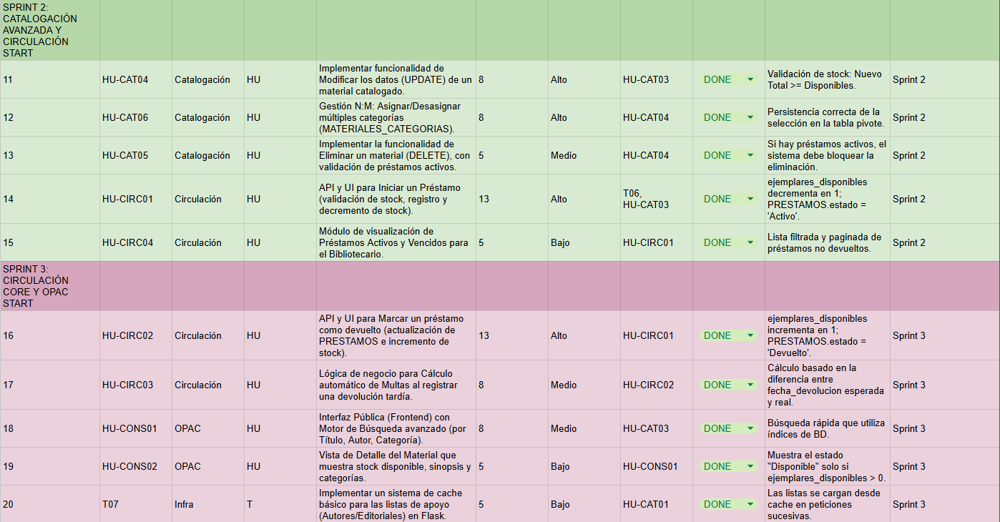 SPRINT 2:
CATALOGACIÓN
AVANZADA Y
CIRCULACIÓN
START
11
HU-CAT04
Catalogación
HU
Implementar funcionalidad de
Modificar los datos (UPDATE) de un
material catalogado.
8
Alto
HU-CAT03
DONE
Validación de stock: Nuevo
Total >= Disponibles.
Sprint 2
12
HU-CAT06
Catalogación
HU
Gestión N:M: Asignar/Desasignar
múltiples categorías
(MATERIALES_CATEGORIAS).
8
Alto
HU-CAT04
DONE
Persistencia correcta de la
selección en la tabla pivote.
Sprint 2
13
HU-CAT05
Catalogación
HU
Implementar la funcionalidad de
Eliminar un material (DELETE), con
validación de préstamos activos.
5
Medio
HU-CAT04
DONE
Si hay préstamos activos, el
sistema debe bloquear la
eliminación.
Sprint 2
14
HU-CIRC01
Circulación
HU
API y UI para Iniciar un Préstamo
(validación de stock, registro y
decremento de stock).
13
Alto
T06,
HU-CAT03
DONE
ejemplares_disponibles
decrementa en 1;
PRESTAMOS.estado =
'Activo'.
Sprint 2
15
HU-CIRC04
Circulación
HU
Módulo de visualización de
Préstamos Activos y Vencidos para
el Bibliotecario.
5
Bajo
HU-CIRC01
DONE
Lista filtrada y paginada de
préstamos no devueltos.
Sprint 2
SPRINT 3:
CIRCULACIÓN
CORE Y OPAC
START
16
HU-CIRC02
Circulación
HU
API y UI para Marcar un préstamo
como devuelto (actualización de
PRESTAMOS e incremento de
stock).
13
Alto
HU-CIRC01
DONE
ejemplares_disponibles
incrementa en 1;
PRESTAMOS.estado =
'Devuelto'.
Sprint 3
17
HU-CIRC03
Circulación
HU
Lógica de negocio para Cálculo
automático de Multas al registrar
una devolución tardía.
8
Medio
HU-CIRC02
DONE
Cálculo basado en la
diferencia entre
fecha_devolucion esperada
y real.
Sprint 3
18
HU-CONS01
OPAC
HU
Interfaz Pública (Frontend) con
Motor de Búsqueda avanzado (por
Título, Autor, Categoría).
8
Medio
HU-CAT03
DONE
Búsqueda rápida que utiliza
índices de BD.
Sprint 3
19
HU-CONS02
OPAC
HU
Vista de Detalle del Material que
muestra stock disponible, sinopsis y
categorías.
5
Bajo
HU-CONS01
DONE
Muestra el estado
"Disponible" solo si
ejemplares_disponibles > 0.
Sprint 3
20
T07
Infra
T
Implementar un sistema de cache
básico para las listas de apoyo
(Autores/Editoriales) en Flask.
5
Bajo
HU-CAT01
DONE
Las listas se cargan desde
cache en peticiones
sucesivas.
Sprint 3